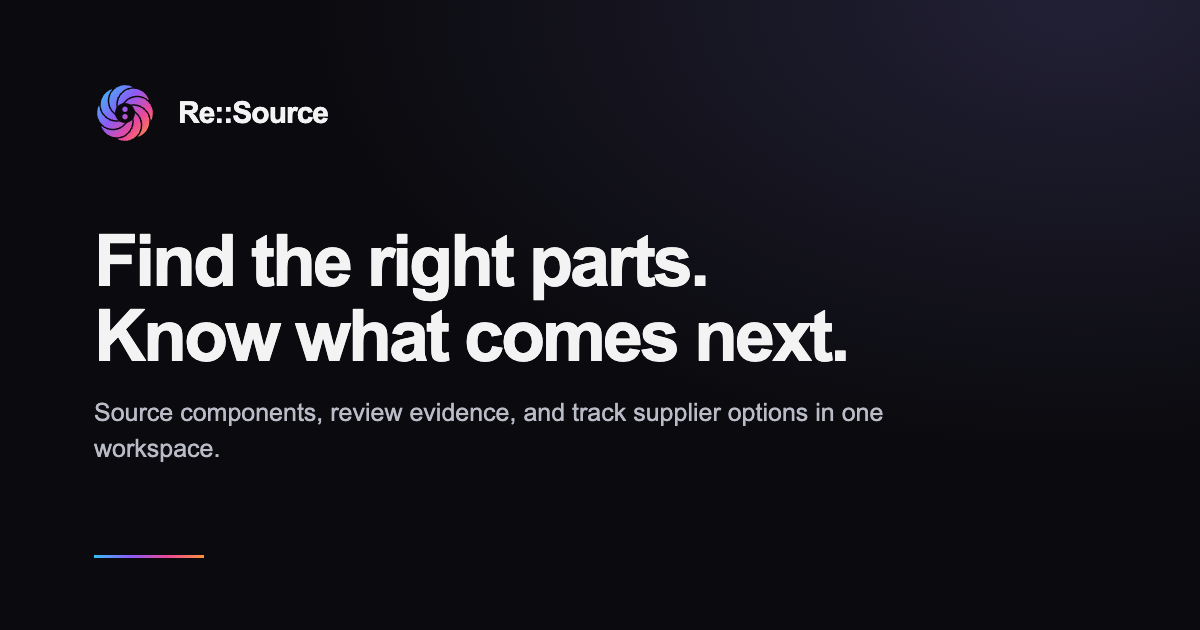 Re::Source
Find the right parts.
Know what comes next.
Source components, review evidence, and track supplier options in one
workspace.